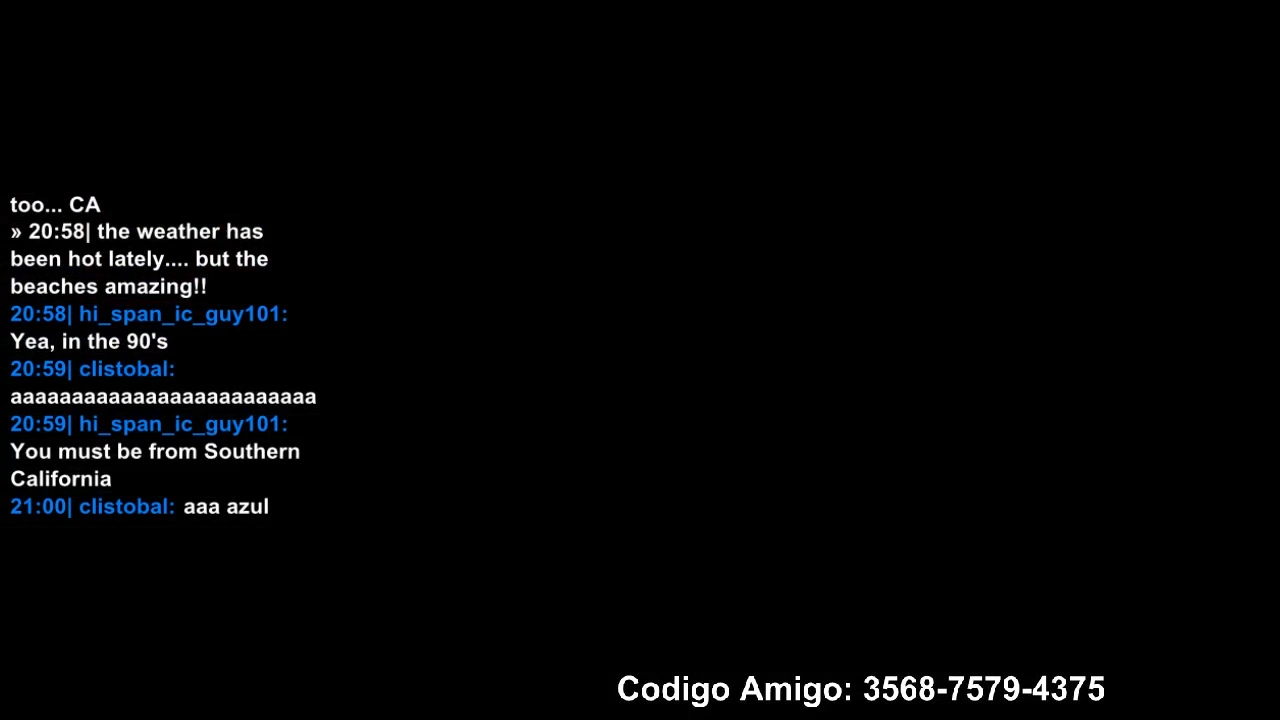 too... CA
» 20:58| the weather has
been hot lately.... but the
beaches amazing!!
20:58| hi_span_ic_guy101:
Yea, in the 90's
20:59| clistobal:
aaaaaaaaaaaaaaaaaaaaaaaaa
20:59| hi_span_ic_guy101:
You must be from Southern
California
21:00| clistobal: aaa azul
Codigo Amigo: 3568-7579-4375